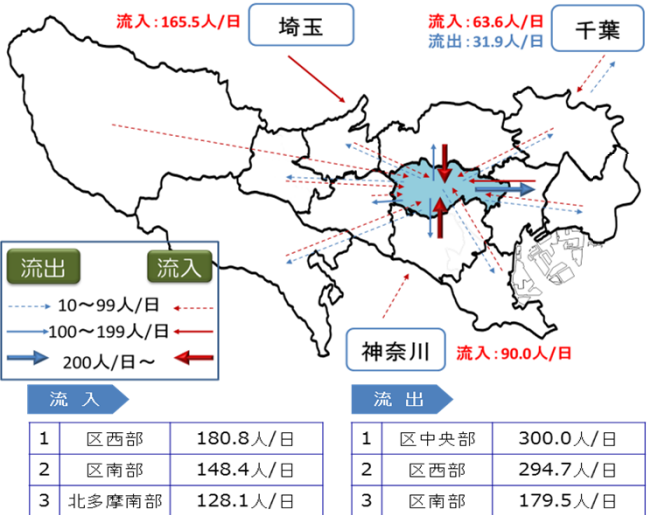 流入：165.5人/日
埼玉
流入：63.6人/日
流出：31.9人/日
千葉
流出 流入
10～99人/日
100～199人/日
200人/日～
神奈川
流入：90.0人/日
流 入
1 区西部 180.8人/日
2 区南部 148.4人/日
3 北多摩南部 128.1人/日
流 出
1 区中央部 300.0人/日
2 区西部 294.7人/日
3 区南部 179.5人/日